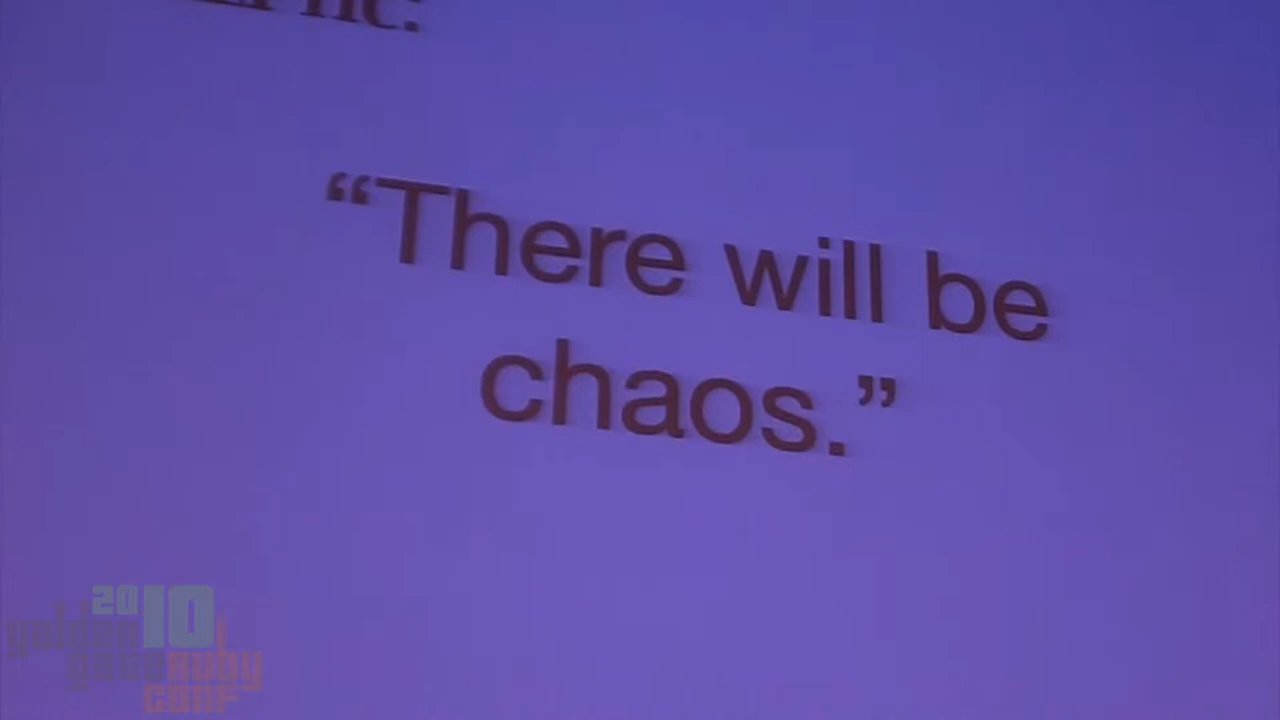 “There will be
chaos.”
2010
golden
gate ruby
conf